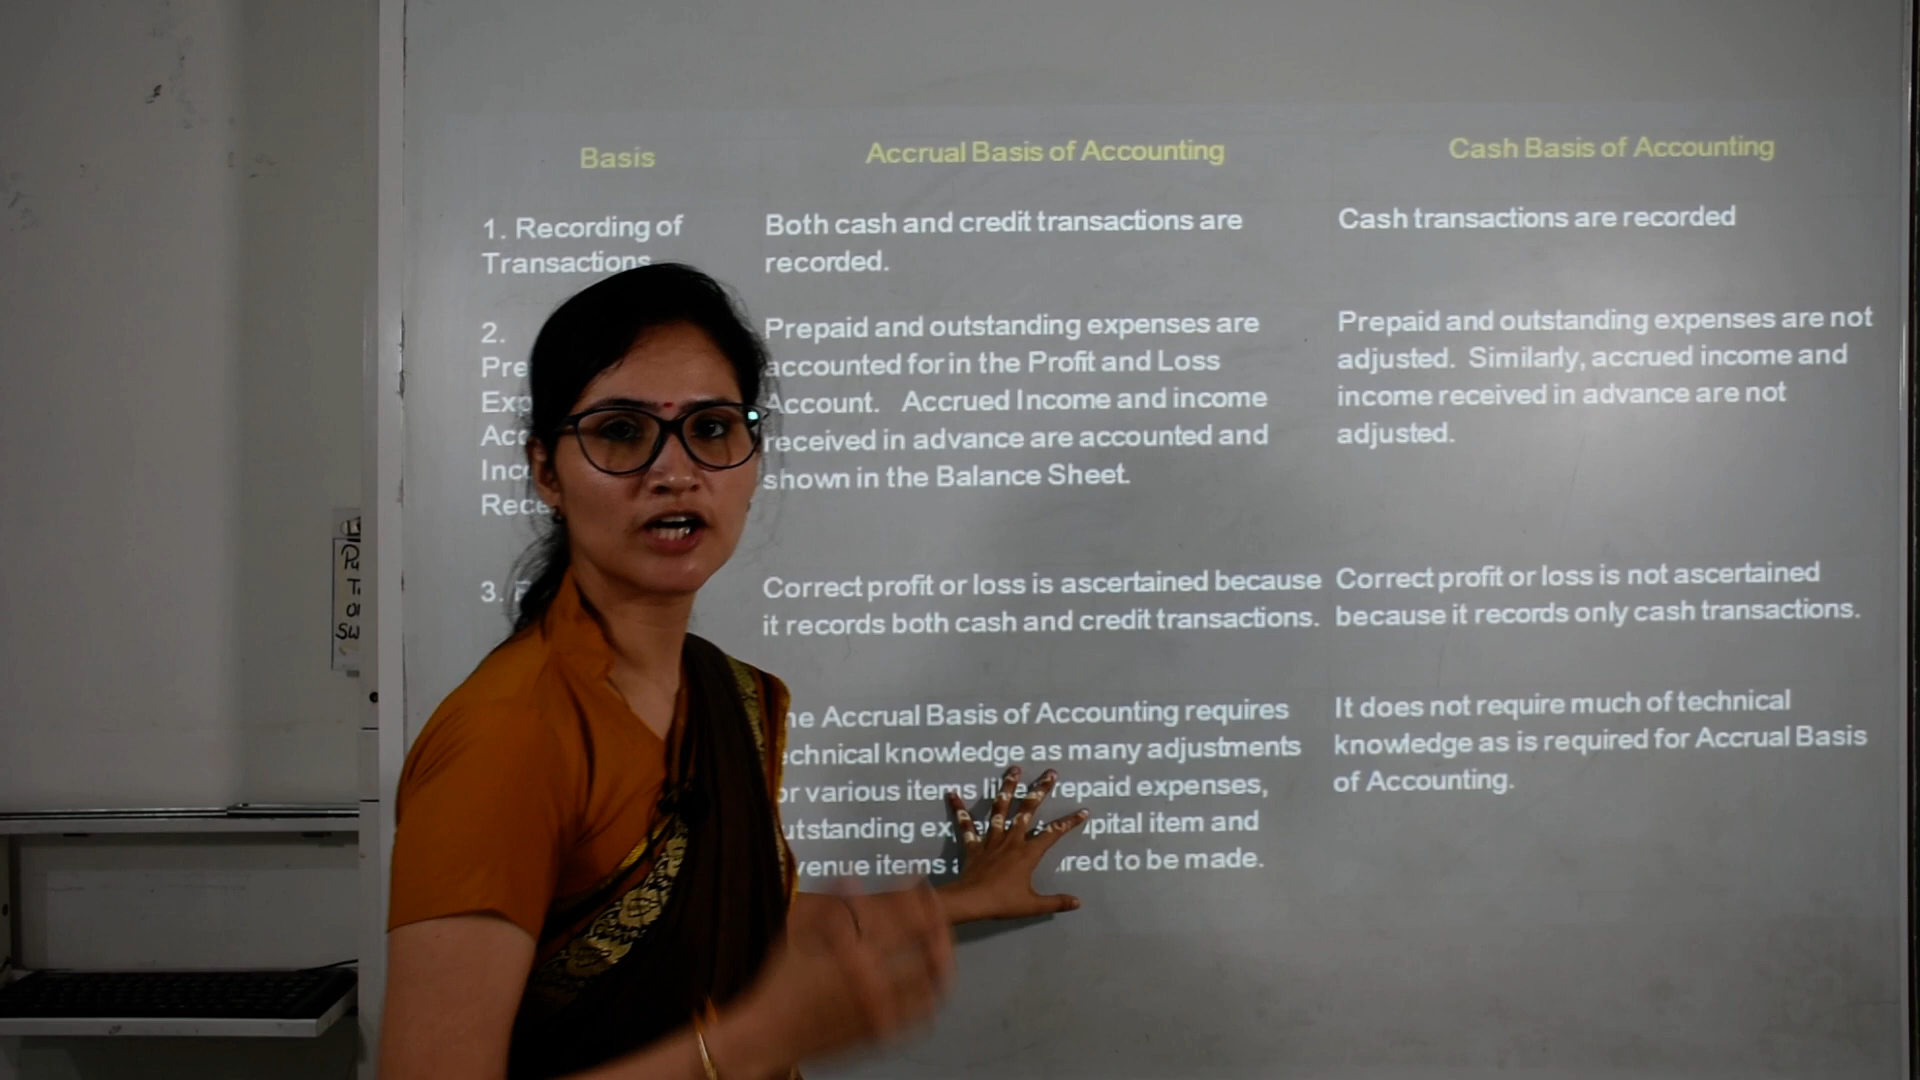 Basis Accrual Basis of Accounting Cash Basis of Accounting
1. Recording of
Transactions
Both cash and credit transactions are
recorded.
Cash transactions are recorded
2.
Prepaid and outstanding expenses are
accounted for in the Profit and Loss
Account. Accrued Income and income
received in advance are accounted and
shown in the Balance Sheet.
Prepaid and outstanding expenses are not
adjusted. Similarly, accrued income and
income received in advance are not
adjusted.
3.
Correct profit or loss is ascertained because
it records both cash and credit transactions.
Correct profit or loss is not ascertained
because it records only cash transactions.
Accrual Basis of Accounting requires
knowledge as many adjustments
various items expenses,
item and
items to be made.
It does not require much of technical
knowledge as is required for Accrual Basis
of Accounting.